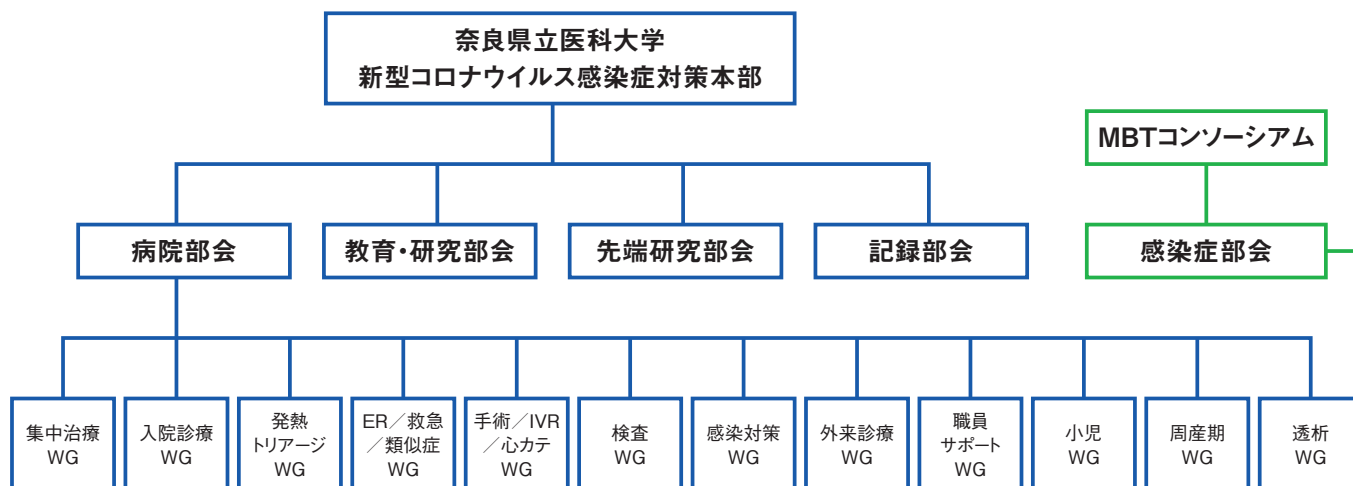 奈良県立医科大学
新型コロナウイルス感染症対策本部
MBTコンソーシアム
病院部会
教育・研究部会
先端研究部会
記録部会
感染症部会
集中治療
WG
入院診療
WG
発熱
トリアージ
WG
ER／救急
／類似症
WG
手術／IVR
／心カテ
WG
検査
WG
感染対策
WG
外来診療
WG
職員
サポート
WG
小児
WG
周産期
WG
透析
WG